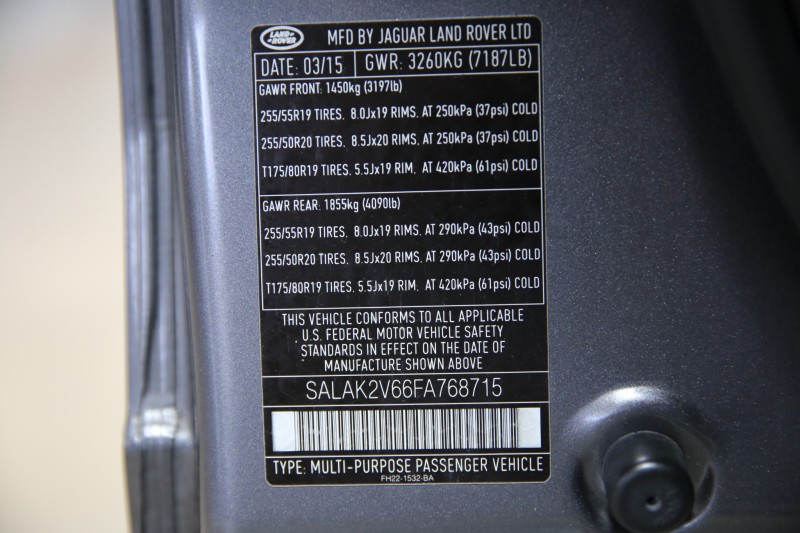 LAND ROVER MFD BY JAGUAR LAND ROVER LTD
DATE: 03/15 GWR: 3260KG (7187LB)
GAWR FRONT: 1450kg (3197lb)
255/55R19 TIRES. 8.0Jx19 RIMS. AT 250kPa (37psi) COLD
255/50R20 TIRES. 8.5Jx20 RIMS. AT 250kPa (37psi) COLD
T175/80R19 TIRES. 5.5Jx19 RIM. AT 420kPa (61psi) COLD
GAWR REAR: 1855kg (4090lb)
255/55R19 TIRES. 8.0Jx19 RIMS. AT 290kPa (43psi) COLD
255/50R20 TIRES. 8.5Jx20 RIMS. AT 290kPa (43psi) COLD
T175/80R19 TIRES. 5.5Jx19 RIM. AT 420kPa (61psi) COLD
THIS VEHICLE CONFORMS TO ALL APPLICABLE
U.S. FEDERAL MOTOR VEHICLE SAFETY
STANDARDS IN EFFECT ON THE DATE OF
MANUFACTURE SHOWN ABOVE
SALAK2V66FA768715
TYPE: MULTI-PURPOSE PASSENGER VEHICLE
FH22-1532-BA